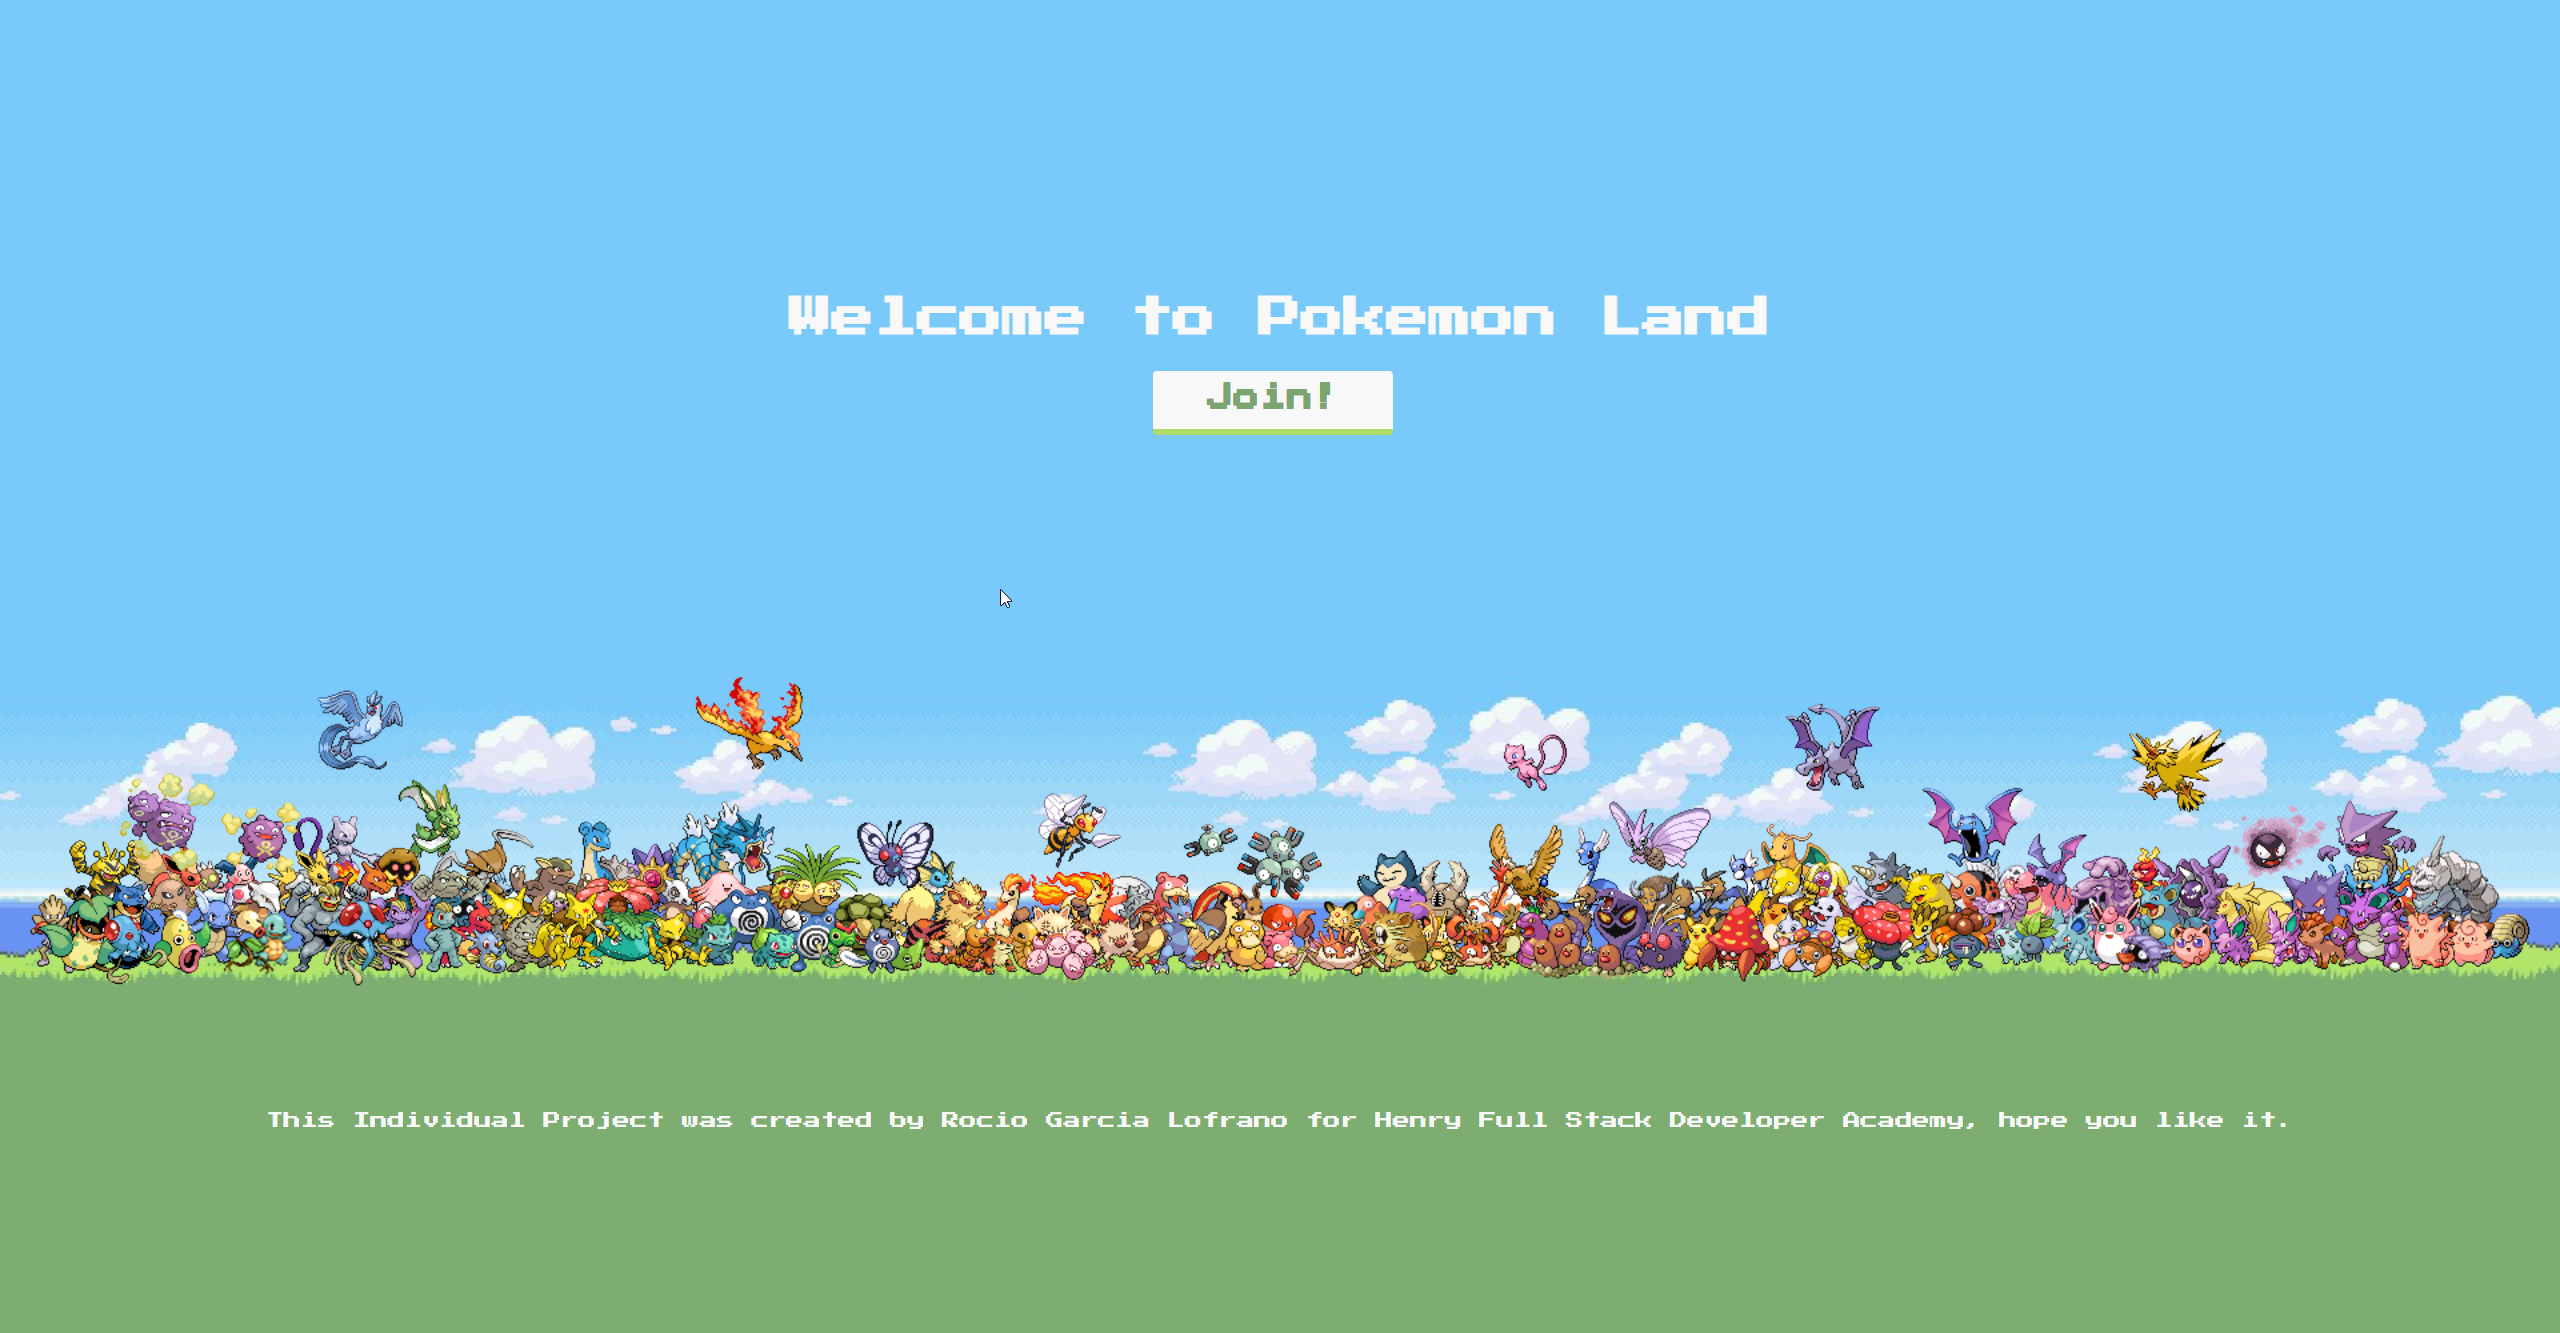 Welcome to Pokemon Land
Join!
This Individual Project was created by Rocio Garcia Lofrano for Henry Full Stack Developer Academy, hope you like it.